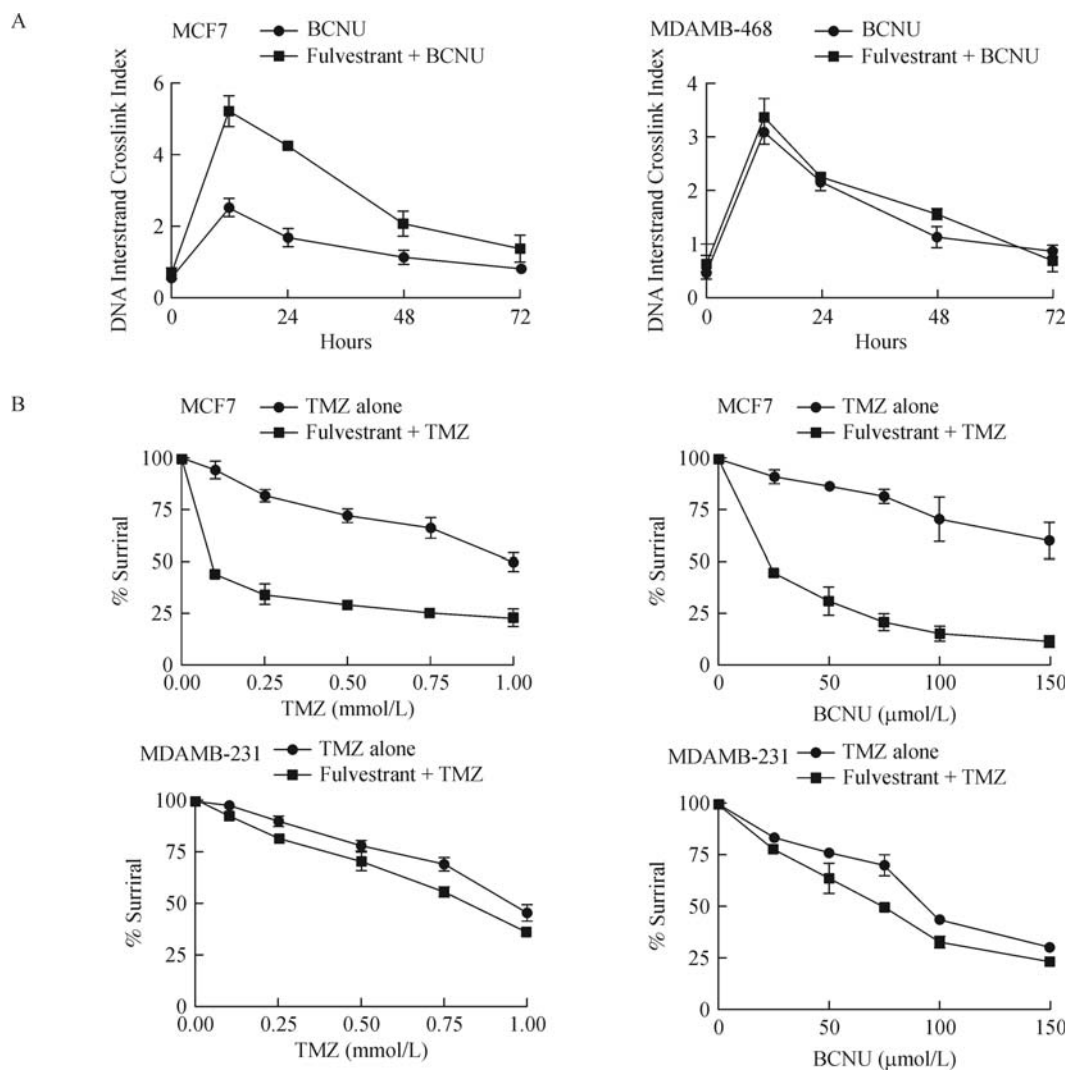 A
MCF7
BCNU
Fulvestrant + BCNU
DNA Interstrand Crosslink Index
6
4
2
0
0
24
48
72
Hours
MDAMB-468
BCNU
Fulvestrant + BCNU
DNA Interstrand Crosslink Index
4
3
2
1
0
0
24
48
72
Hours
B
MCF7
TMZ alone
Fulvestrant + TMZ
% Surriral
100
75
50
25
0
0.00
0.25
0.50
0.75
1.00
TMZ (mmol/L)
MCF7
TMZ alone
Fulvestrant + TMZ
% Surriral
100
75
50
25
0
0
50
100
150
BCNU (μmol/L)
MDAMB-231
TMZ alone
Fulvestrant + TMZ
% Surriral
100
75
50
25
0
0.00
0.25
0.50
0.75
1.00
TMZ (mmol/L)
MDAMB-231
TMZ alone
Fulvestrant + TMZ
% Surriral
100
75
50
25
0
0
50
100
150
BCNU (μmol/L)